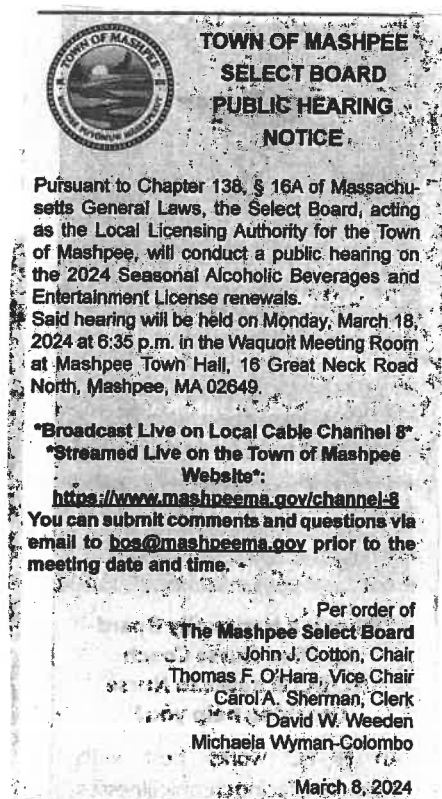 TOWN OF MASHPEE
TOWN OF MASHPEE
SELECT BOARD
PUBLIC HEARING
NOTICE
Pursuant to Chapter 138, § 16A of Massachu-
setts General Laws, the Select Board, acting
as the Local Licensing Authority for the Town
of Mashpee, will conduct a public hearing on
the 2024 Seasonal Alcoholic Beverages and
Entertainment License renewals.
Said hearing will be held on Monday, March 18,
2024 at 6:35 p.m. in the Waquoit Meeting Room
at Mashpee Town Hall, 16 Great Neck Road
North, Mashpee, MA 02649.
*Broadcast Live on Local Cable Channel 8*
*Streamed Live on the Town of Mashpee
Website*:
https://www.mashpeema.gov/channel-8
You can submit comments and questions via
email to bos@mashpeema.gov prior to the
meeting date and time.
Per order of
The Mashpee Select Board
John J. Cotton, Chair
Thomas F. O'Hara, Vice Chair
Carol A. Sherman, Clerk
David W. Weeden
Michaela Wyman-Colombo
March 8, 2024